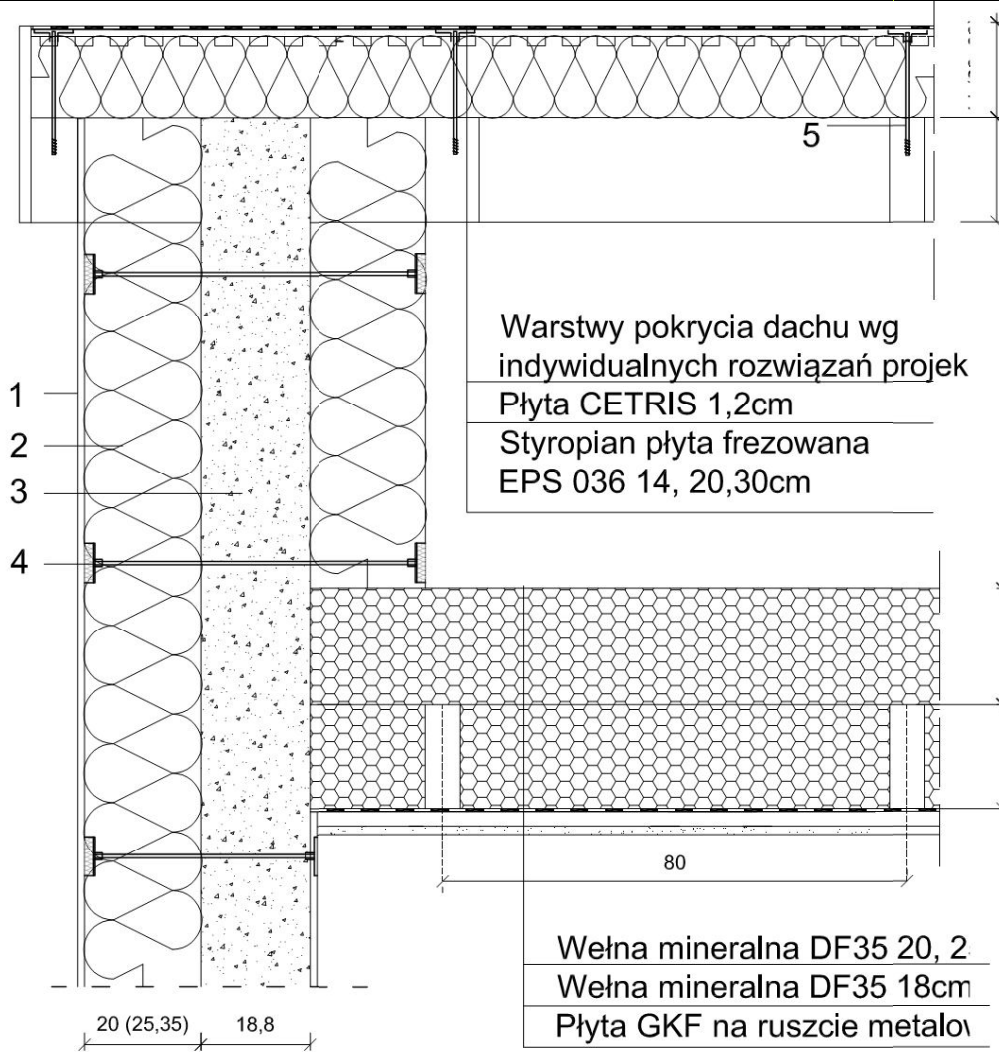 5
Warstwy pokrycia dachu wg
indywidualnych rozwiązań projek
Płyta CETRIS 1,2cm
Styropian płyta frezowana
EPS 036 14, 20,30cm
1
2
3
4
80
Wełna mineralna DF35 20, 2
Wełna mineralna DF35 18cm
Płyta GKF na ruszcie
20 (25,35)
18,8